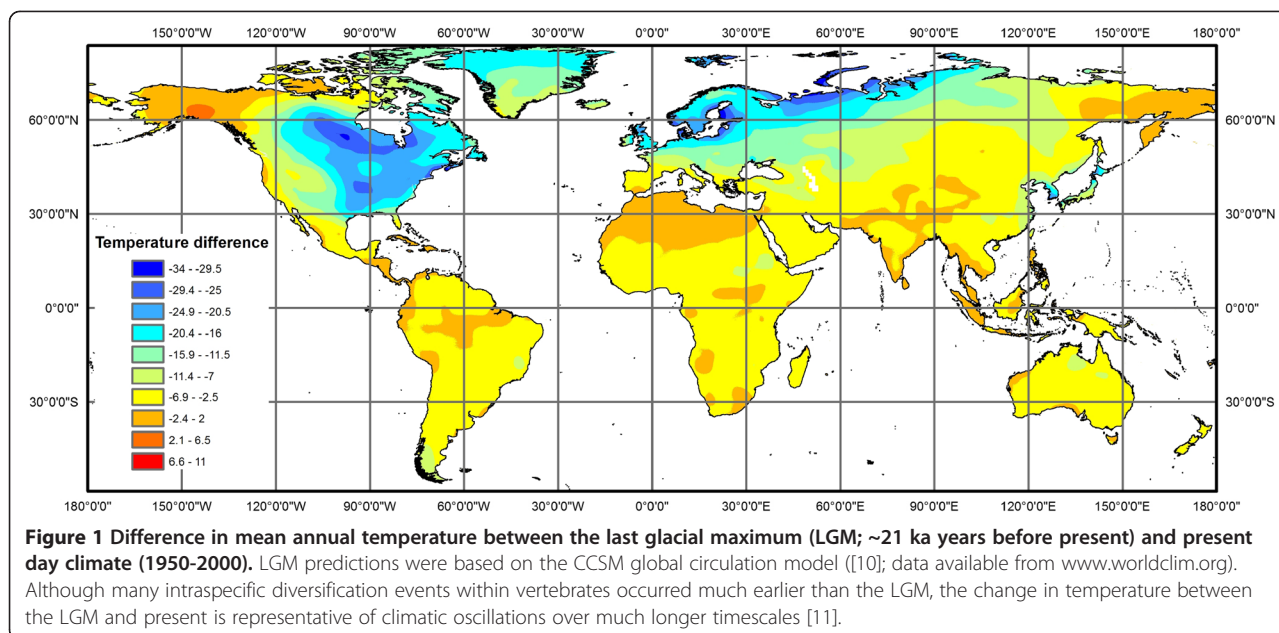 150°0'0"W 120°0'0"W 90°0'0"W 60°0'0"W 30°0'0"W 0°0'0" 30°0'0"E 60°0'0"E 90°0'0"E 120°0'0"E 150°0'0"E 180°0'0"
60°0'0"N 60°0'0"N
30°0'0"N 30°0'0"N
0°0'0" 0°0'0"
30°0'0"S 30°0'0"S
Temperature difference
-34 - -29.5
-29.4 - -25
-24.9 - -20.5
-20.4 - -16
-15.9 - -11.5
-11.4 - -7
-6.9 - -2.5
-2.4 - 2
2.1 - 6.5
6.6 - 11
180°0'0" 150°0'0"W 120°0'0"W 90°0'0"W 60°0'0"W 30°0'0"W 0°0'0" 30°0'0"E 60°0'0"E 90°0'0"E 120°0'0"E 150°0'0"E 180°0'0"
Figure 1 Difference in mean annual temperature between the last glacial maximum (LGM; ~21 ka years before present) and present
day climate (1950-2000). LGM predictions were based on the CCSM global circulation model ([10]; data available from www.worldclim.org).
Although many intraspecific diversification events within vertebrates occurred much earlier than the LGM, the change in temperature between
the LGM and present is representative of climatic oscillations over much longer timescales [11].